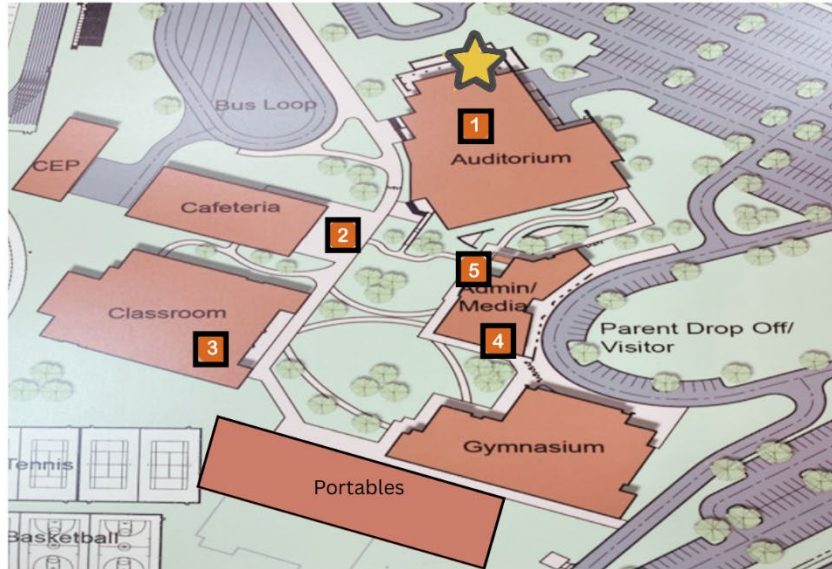 Bus Loop
1
Auditorium
CEP
Cafeteria
2
5
Admin/
Media
Classroom
3
4
Parent Drop Off/
Visitor
Gymnasium
Portables
Tennis
Basketball